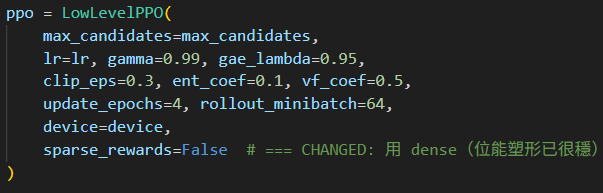 ppo = LowLevelPPO(
max_candidates=max_candidates,
lr=lr, gamma=0.99, gae_lambda=0.95,
clip_eps=0.3, ent_coef=0.1, vf_coef=0.5,
update_epochs=4, rollout_minibatch=64,
device=device,
sparse_rewards=False  # === CHANGED: 用 dense（位能塑形已很穩）
)